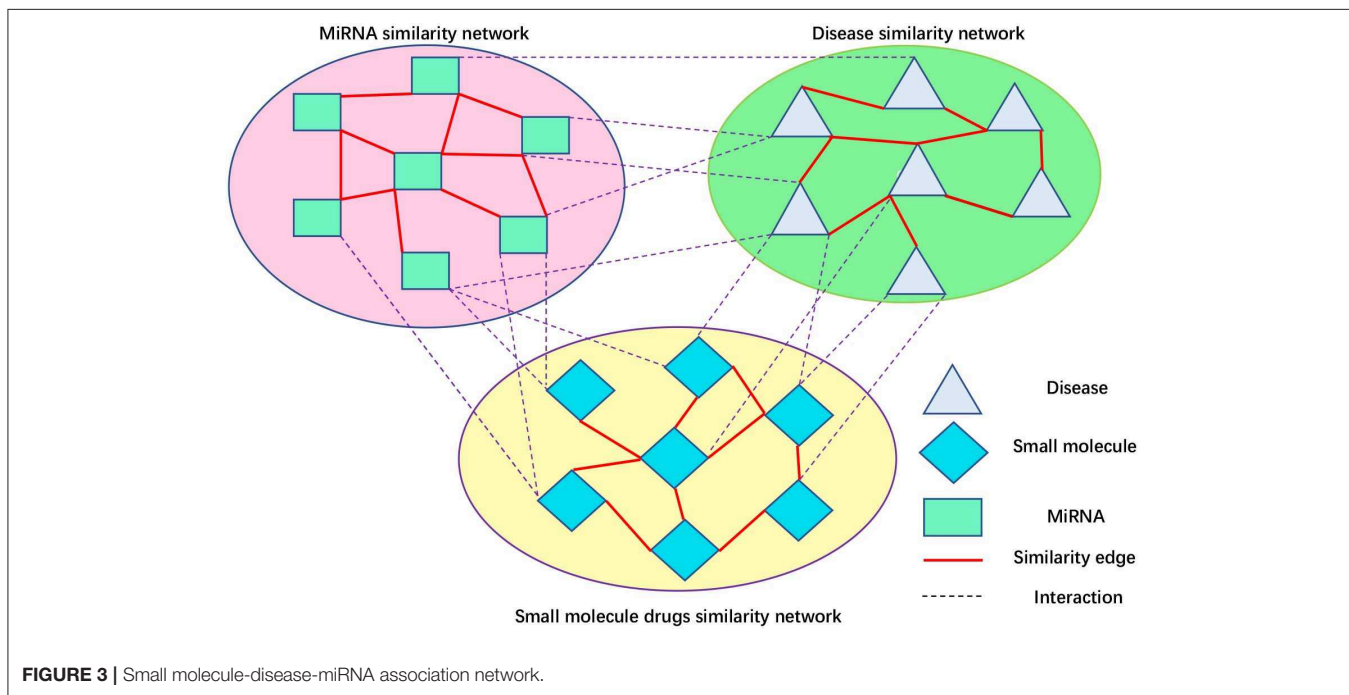 MiRNA similarity network
Disease similarity network
Disease
Small molecule
MiRNA
Similarity edge
Interaction
Small molecule drugs similarity network
FIGURE 3 | Small molecule-disease-miRNA association network.